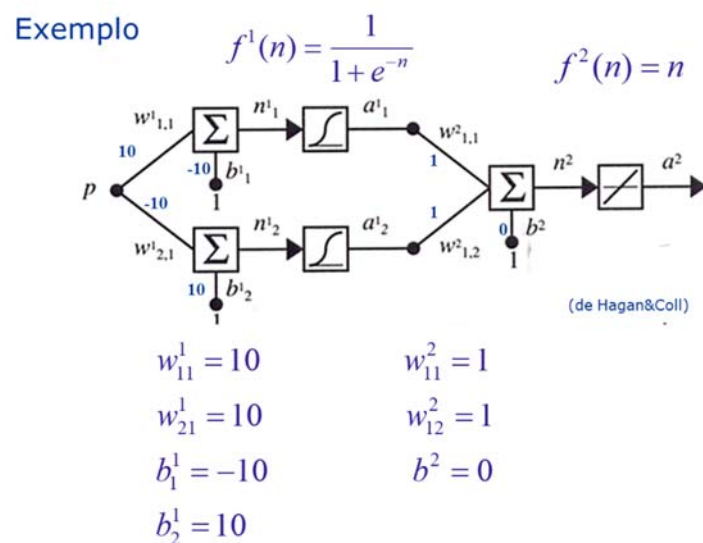 Exemplo
f¹(n) = 1 / (1 + e⁻ⁿ)
f²(n) = n
w¹1,1 Σ n¹1 a¹1 w²1,1
10 -10 b¹1 1 1
p Σ n² a²
-10 1 0 b²
w¹2,1 Σ n¹2 a¹2 w²1,2 1
10 b¹2
1
(de Hagan&Coll)
w¹11 = 10 w²11 = 1
w¹21 = 10 w²12 = 1
b¹1 = −10 b² = 0
b¹2 = 10